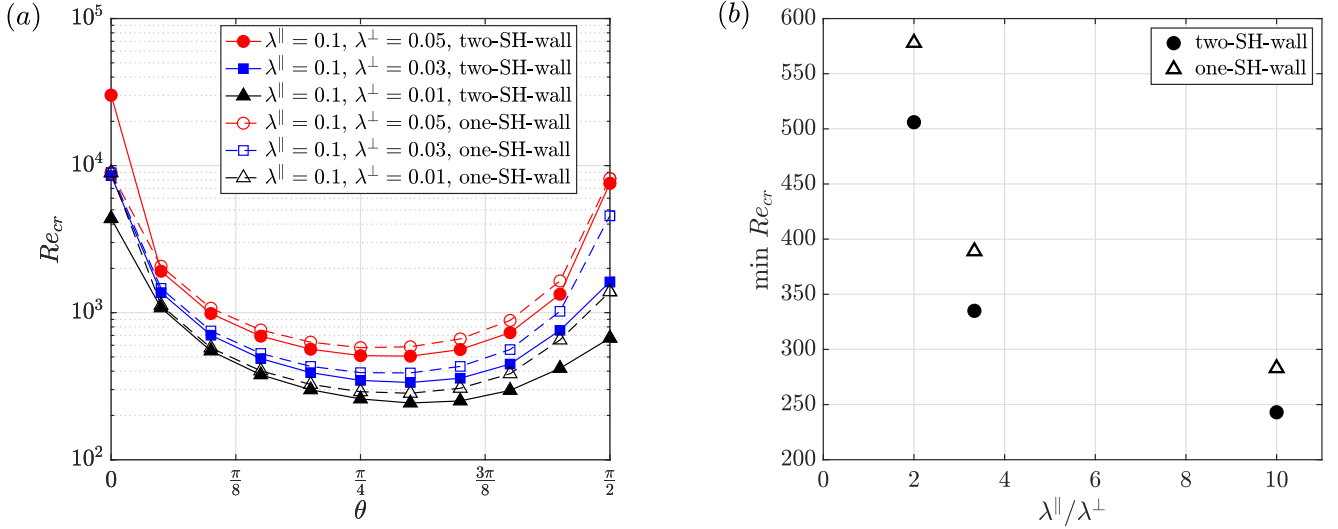 (a)
10^5
10^4
10^3
10^2
Re_{cr}
λ^∥ = 0.1, λ^⊥ = 0.05, two-SH-wall
λ^∥ = 0.1, λ^⊥ = 0.03, two-SH-wall
λ^∥ = 0.1, λ^⊥ = 0.01, two-SH-wall
λ^∥ = 0.1, λ^⊥ = 0.05, one-SH-wall
λ^∥ = 0.1, λ^⊥ = 0.03, one-SH-wall
λ^∥ = 0.1, λ^⊥ = 0.01, one-SH-wall
0 π/8 π/4 3π/8 π/2
θ
(b)
600
550
500
450
400
350
300
250
200
min Re_{cr}
two-SH-wall
one-SH-wall
0 2 4 6 8 10
λ^∥/λ^⊥